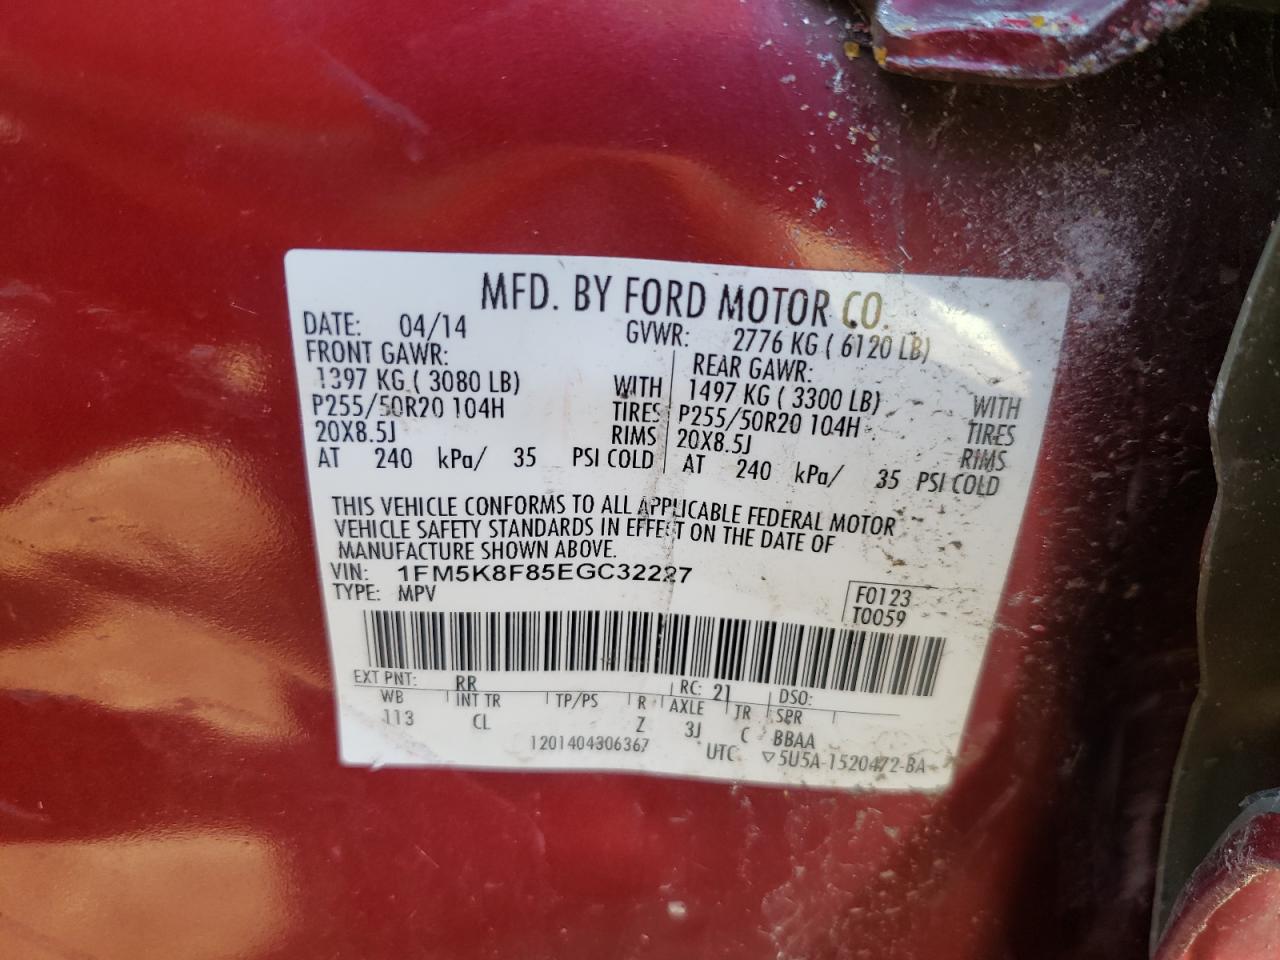 MFD. BY FORD MOTOR CO.
DATE: 04/14 GVWR: 2776 KG ( 6120 LB)
FRONT GAWR: REAR GAWR:
1397 KG ( 3080 LB) WITH 1497 KG ( 3300 LB) WITH
P255/50R20 104H TIRES P255/50R20 104H TIRES
20X8.5J RIMS 20X8.5J RIMS
AT 240 kPa/ 35 PSI COLD AT 240 kPa/ 35 PSI COLD
THIS VEHICLE CONFORMS TO ALL APPLICABLE FEDERAL MOTOR
VEHICLE SAFETY STANDARDS IN EFFECT ON THE DATE OF
MANUFACTURE SHOWN ABOVE.
VIN: 1FM5K8F85EGC32227
TYPE: MPV
F0123
T0059
EXT PNT: RR RC: 21 DSO:
WB INT TR TP/PS R AXLE TR SPR
113 CL Z 3J C BBAA
1201404306367 UTC ▽5U5A-1520472-BA